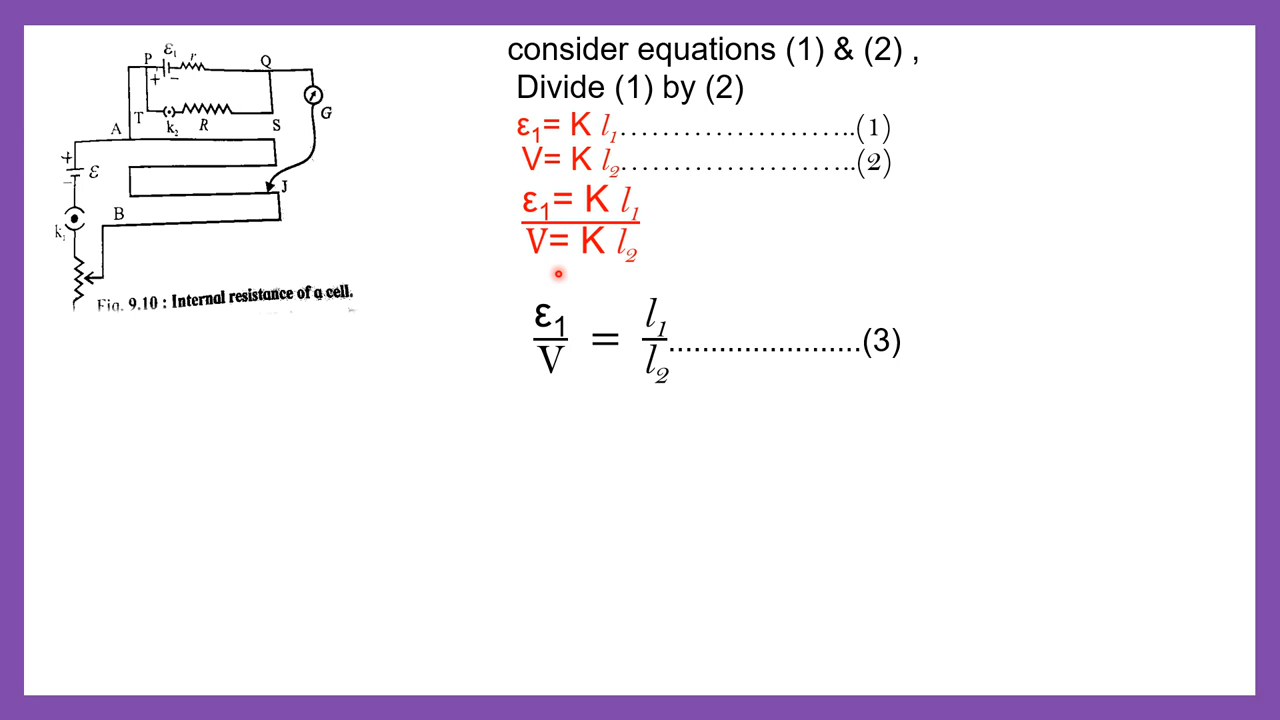 consider equations (1) & (2) ,
Divide (1) by (2)
ε₁= K l₁……………………..(1)
V= K l₂……………………..(2)
ε₁= K l₁
V= K l₂
ε₁ = l₁
V l₂.......................(3)
P ε₁ r Q
+ −
T k₂ R S G
A
+ ε
−
J
B
k₁
Fig. 9.10 : Internal resistance of a cell.